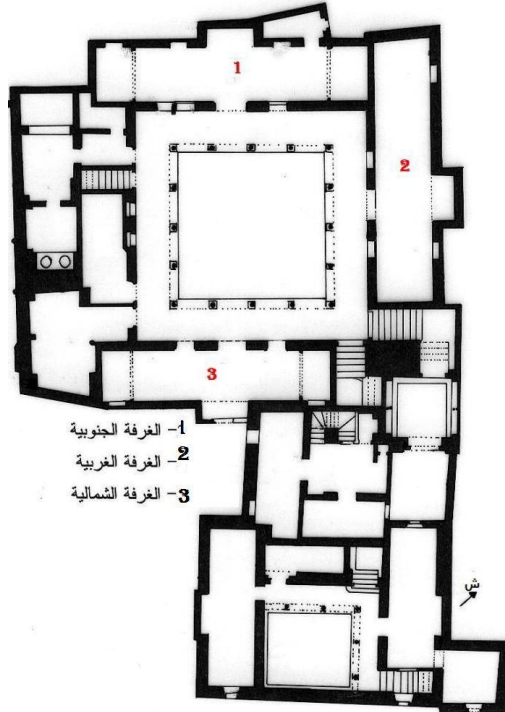 1
2
3
1- الغرفة الجنوبية
2- الغرفة الغربية
3- الغرفة الشمالية
ش